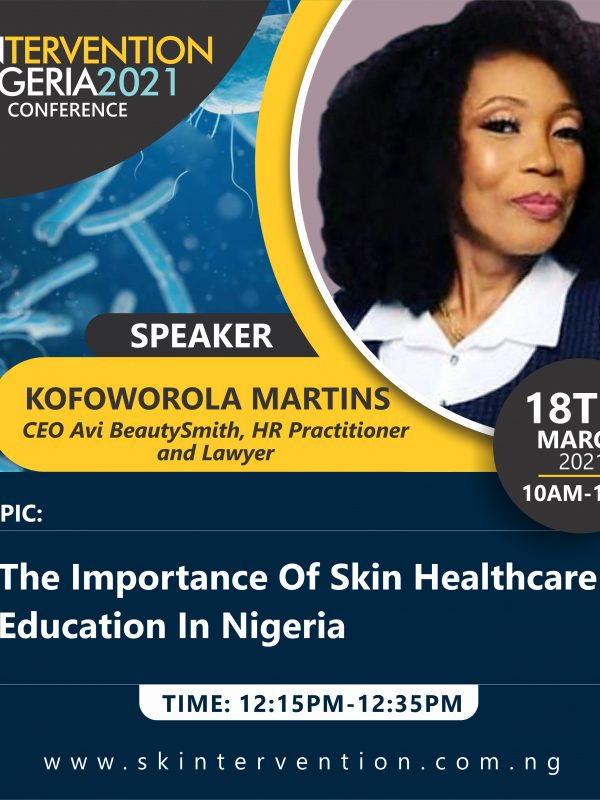 NTERVENTION
GERIA2021
CONFERENCE
SPEAKER
KOFOWOROLA MARTINS
CEO Avi BeautySmith, HR Practitioner
and Lawyer
18T
MARC
2021
10AM-1
PIC:
The Importance Of Skin Healthcare
Education In Nigeria
TIME: 12:15PM-12:35PM
www.skintervention.com.ng